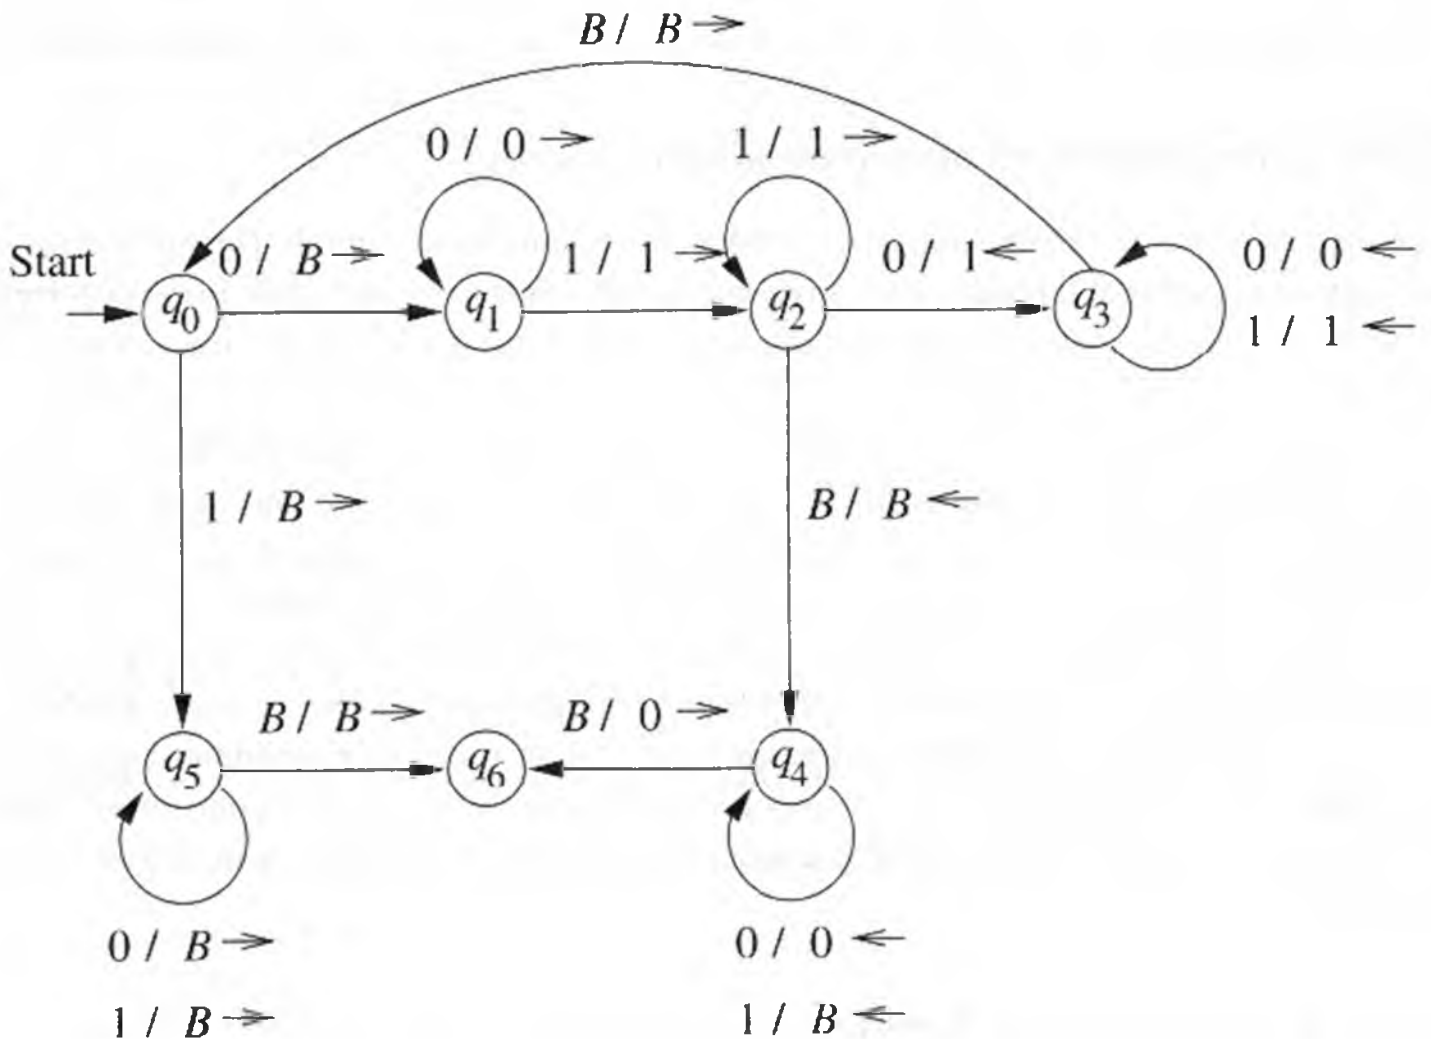 B / B →
0 / 0 → 1 / 1 →
Start 0 / B → 1 / 1 → 0 / 1 ← 0 / 0 ←
q0 q1 q2 q3 1 / 1 ←
1 / B → B / B ←
B / B → B / 0 →
q5 q6 q4
0 / B → 0 / 0 ←
1 / B → 1 / B ←